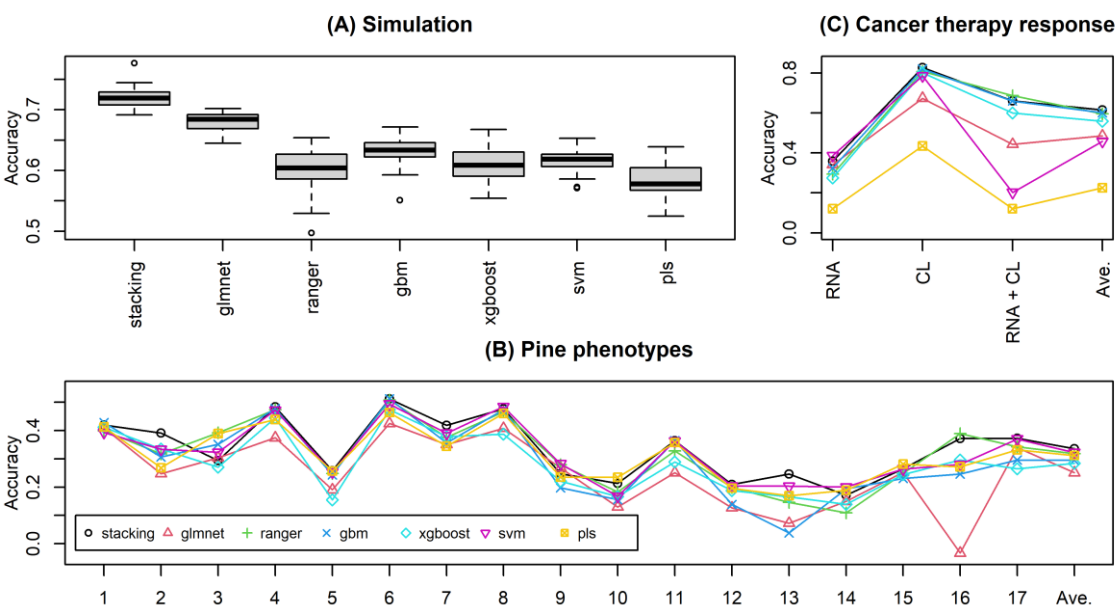 (A) Simulation
Accuracy
0.5 0.6 0.7
stacking glmnet ranger gbm xgboost svm pls
(C) Cancer therapy response
Accuracy
0.0 0.4 0.8
RNA CL RNA + CL Ave.
(B) Pine phenotypes
Accuracy
0.0 0.2 0.4
stacking glmnet ranger gbm xgboost svm pls
1 2 3 4 5 6 7 8 9 10 11 12 13 14 15 16 17 Ave.